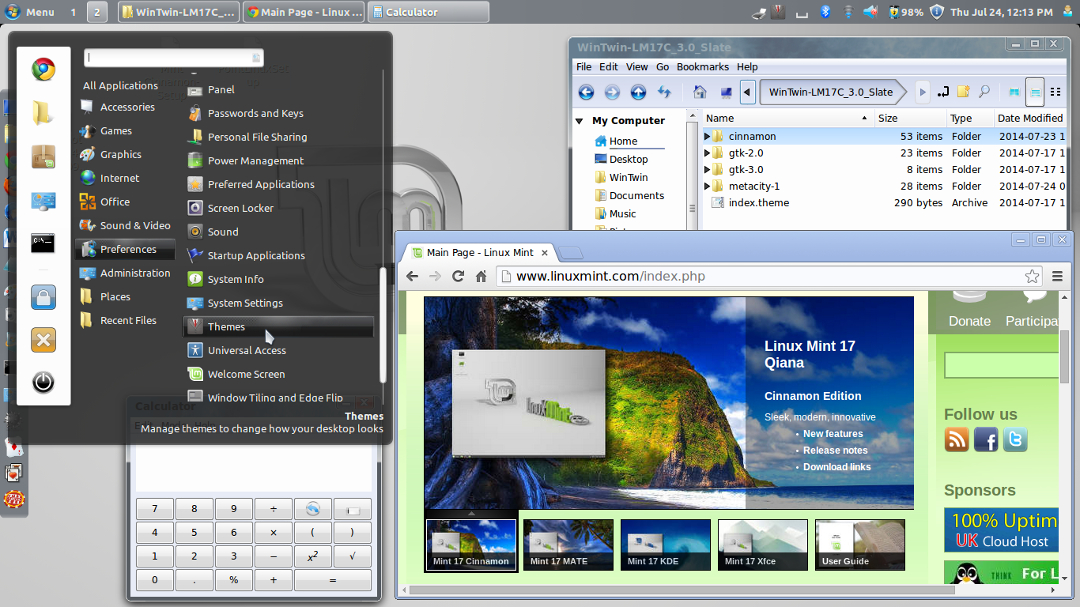 Menu 1 2 WinTwin-LM17C_3.0_... Main Page - Linux ... Calculator 98% Thu Jul 24, 12:13 PM
All Applications
Accessories
Games
Graphics
Internet
Office
Sound & Video
Preferences
Administration
Places
Recent Files
Panel
Passwords and Keys
Personal File Sharing
Power Management
Preferred Applications
Screen Locker
Sound
Startup Applications
System Info
System Settings
Themes
Universal Access
Welcome Screen
Window Tiling and Edge Flip
Themes
Manage themes to change how your desktop looks
WinTwin-LM17C_3.0_Slate
File Edit View Go Bookmarks Help
WinTwin-LM17C_3.0_Slate
My Computer
Home
Desktop
WinTwin
Documents
Music
Name Size Type Date Modified
cinnamon 53 items Folder 2014-07-23 1
gtk-2.0 23 items Folder 2014-07-17 1
gtk-3.0 8 items Folder 2014-07-17 1
metacity-1 28 items Folder 2014-07-24 0
index.theme 290 bytes Archive 2014-07-17 1
Main Page - Linux Mint
www.linuxmint.com/index.php
Donate Participa
Linux Mint 17
Qiana
Cinnamon Edition
Sleek, modern, innovative
• New features
• Release notes
• Download links
LinuxMint
Follow us
Sponsors
100% Uptim
UK Cloud Host
THINK For L
Mint 17 Cinnamon
Mint 17 MATE
Mint 17 KDE
Mint 17 Xfce
User Guide
Calculator
7 8 9 ÷
4 5 6 × ( )
1 2 3 − x² √
0 . % + =